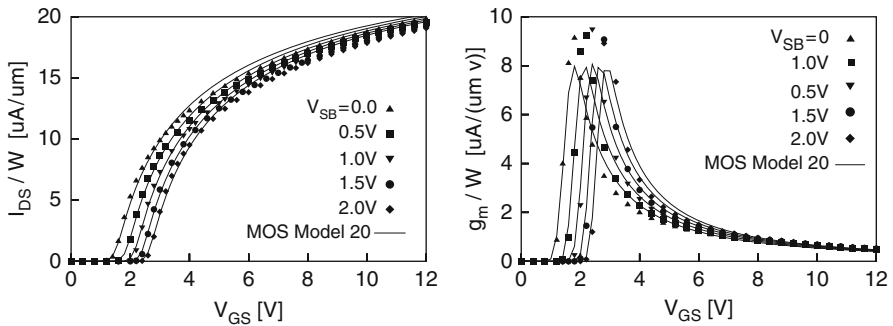 20
15
10
5
0
I_DS / W [uA/um]
V_SB=0.0
0.5V
1.0V
1.5V
2.0V
MOS Model 20
0 2 4 6 8 10 12
V_GS [V]
10
8
6
4
2
0
g_m / W [uA/(um v)]
V_SB=0
1.0V
0.5V
1.5V
2.0V
MOS Model 20
0 2 4 6 8 10 12
V_GS [V]